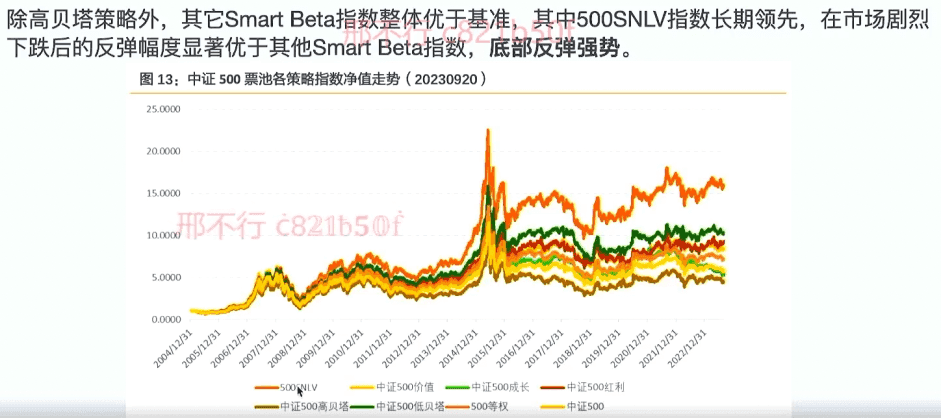 除高贝塔策略外，其它Smart Beta指数整体优于基准，其中500SNLV指数长期领先，在市场剧烈
下跌后的反弹幅度显著优于其他Smart Beta指数，底部反弹强势。
邢不行 c821b50f
图 13：中证 500 票池各策略指数净值走势（20230920）
25.0000
20.0000
15.0000
邢不行 c821b50f
10.0000
5.0000
0.0000
2004/12/31 2005/12/31 2006/12/31 2007/12/31 2008/12/31 2009/12/31 2010/12/31 2011/12/31 2012/12/31 2013/12/31 2014/12/31 2015/12/31 2016/12/31 2017/12/31 2018/12/31 2019/12/31 2020/12/31 2021/12/31 2022/12/31
500SNLV 中证500价值 中证500成长 中证500红利
中证500高贝塔 中证500低贝塔 500等权 中证500